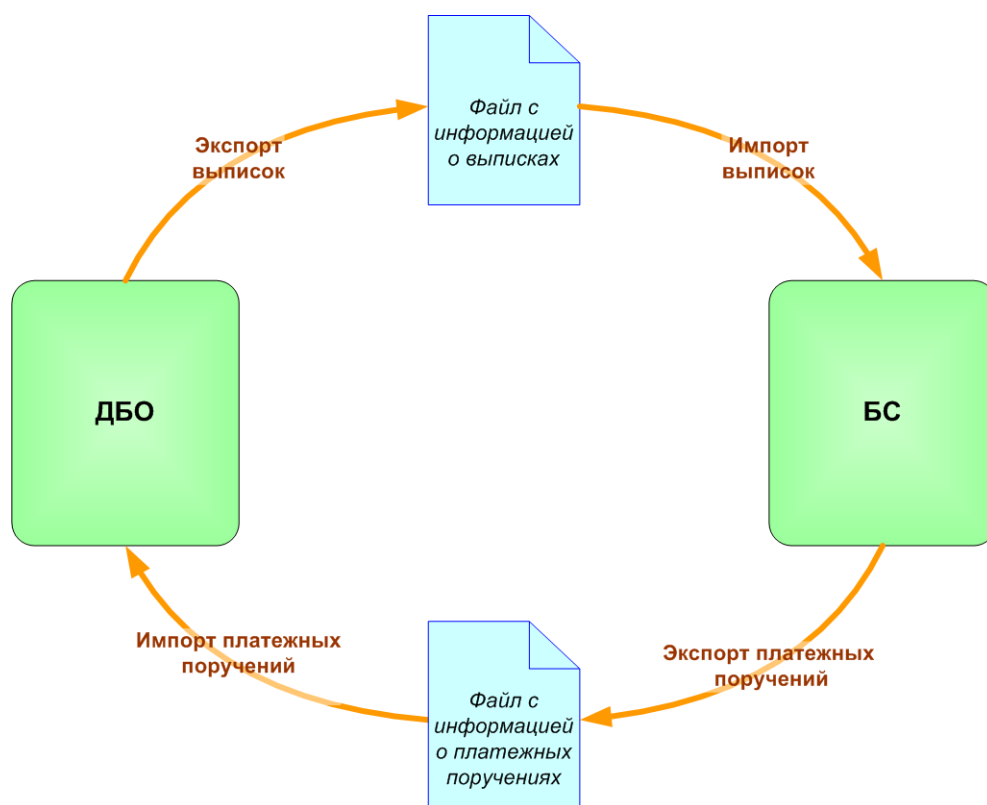 Файл с
информацией
о выписках
Экспорт
выписок
Импорт
выписок
ДБО
БС
Импорт платежных
поручений
Экспорт платежных
поручений
Файл с
информацией
о платежных
поручениях